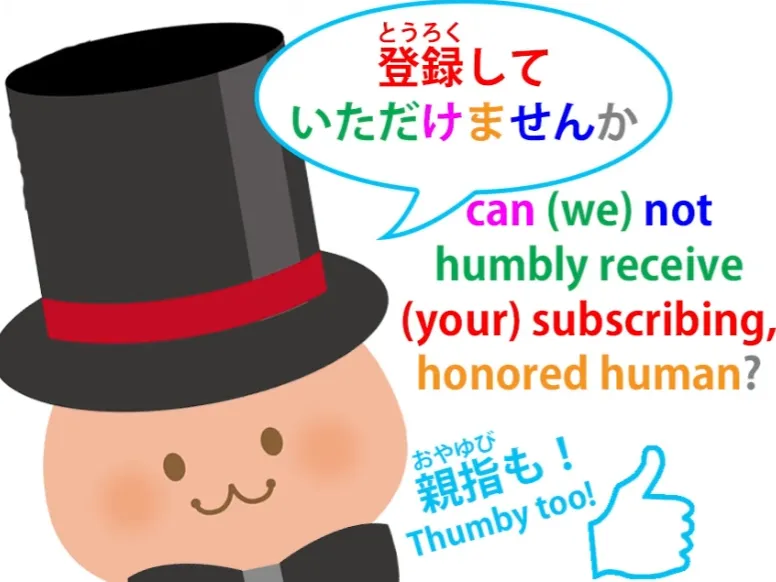 とうろく
登録して
いただけませんか
can (we) not
humbly receive
(your) subscribing,
honored human?
おやゆび
親指も！
Thumby too!